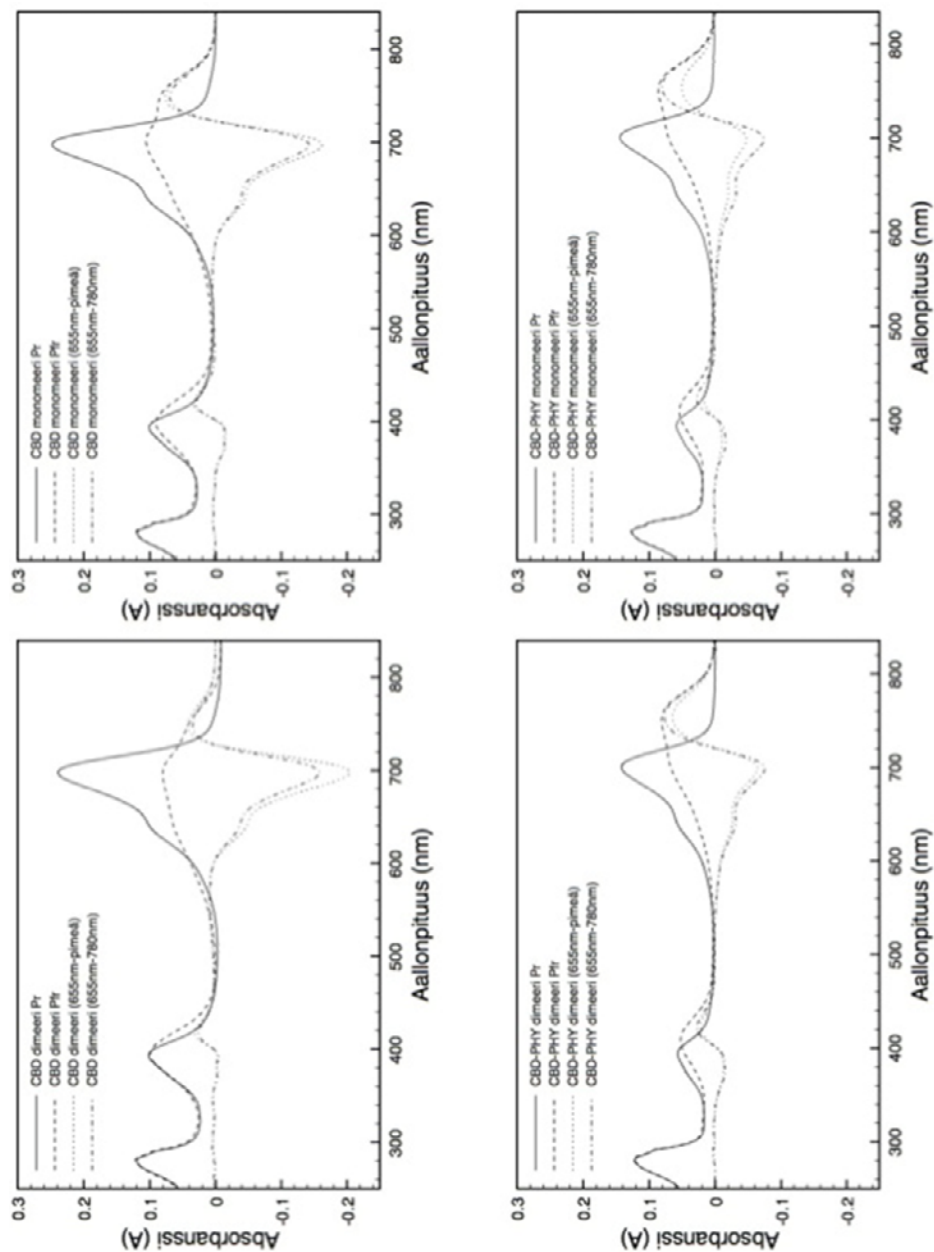 CBD dimeeri Pr
CBD dimeeri Pfr
CBD dimeeri (655nm-pimeä)
CBD dimeeri (655nm-780nm)
0.3
0.2
0.1
0
-0.1
-0.2
Absorbanssi (A)
300 400 500 600 700 800
Aallonpituus (nm)
CBD monomeeri Pr
CBD monomeeri Pfr
CBD monomeeri (655nm-pimeä)
CBD monomeeri (655nm-780nm)
0.3
0.2
0.1
0
-0.1
-0.2
Absorbanssi (A)
300 400 500 600 700 800
Aallonpituus (nm)
CBD-PHY dimeeri Pr
CBD-PHY dimeeri Pfr
CBD-PHY dimeeri (655nm-pimeä)
CBD-PHY dimeeri (655nm-780nm)
0.3
0.2
0.1
0
-0.1
-0.2
Absorbanssi (A)
300 400 500 600 700 800
Aallonpituus (nm)
CBD-PHY monomeeri Pr
CBD-PHY monomeeri Pfr
CBD-PHY monomeeri (655nm-pimeä)
CBD-PHY monomeeri (655nm-780nm)
0.3
0.2
0.1
0
-0.1
-0.2
Absorbanssi (A)
300 400 500 600 700 800
Aallonpituus (nm)